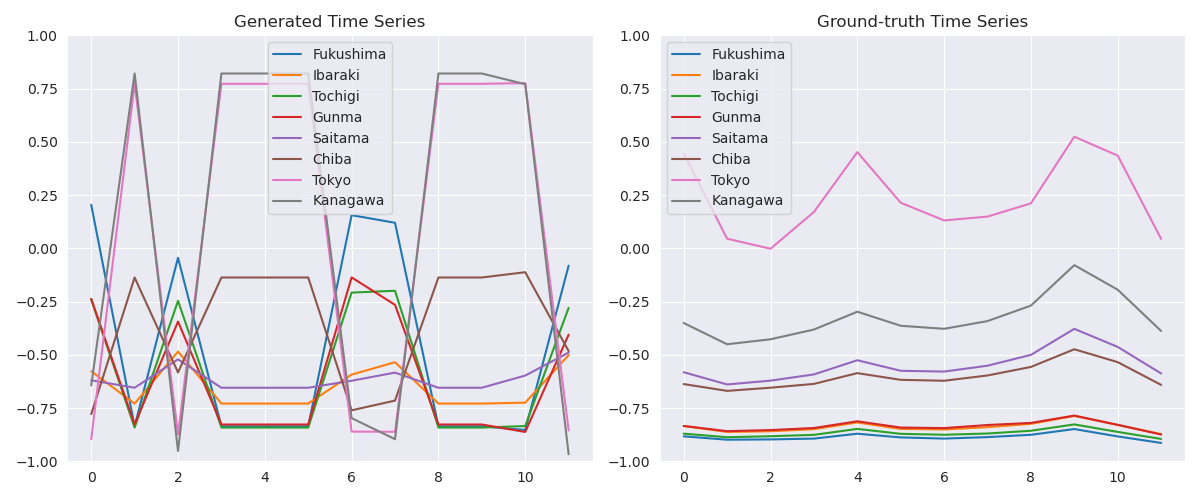 Generated Time Series
1.00
0.75
0.50
0.25
0.00
−0.25
−0.50
−0.75
−1.00
0 2 4 6 8 10
Fukushima
Ibaraki
Tochigi
Gunma
Saitama
Chiba
Tokyo
Kanagawa
Ground-truth Time Series
1.00
0.75
0.50
0.25
0.00
−0.25
−0.50
−0.75
−1.00
0 2 4 6 8 10
Fukushima
Ibaraki
Tochigi
Gunma
Saitama
Chiba
Tokyo
Kanagawa